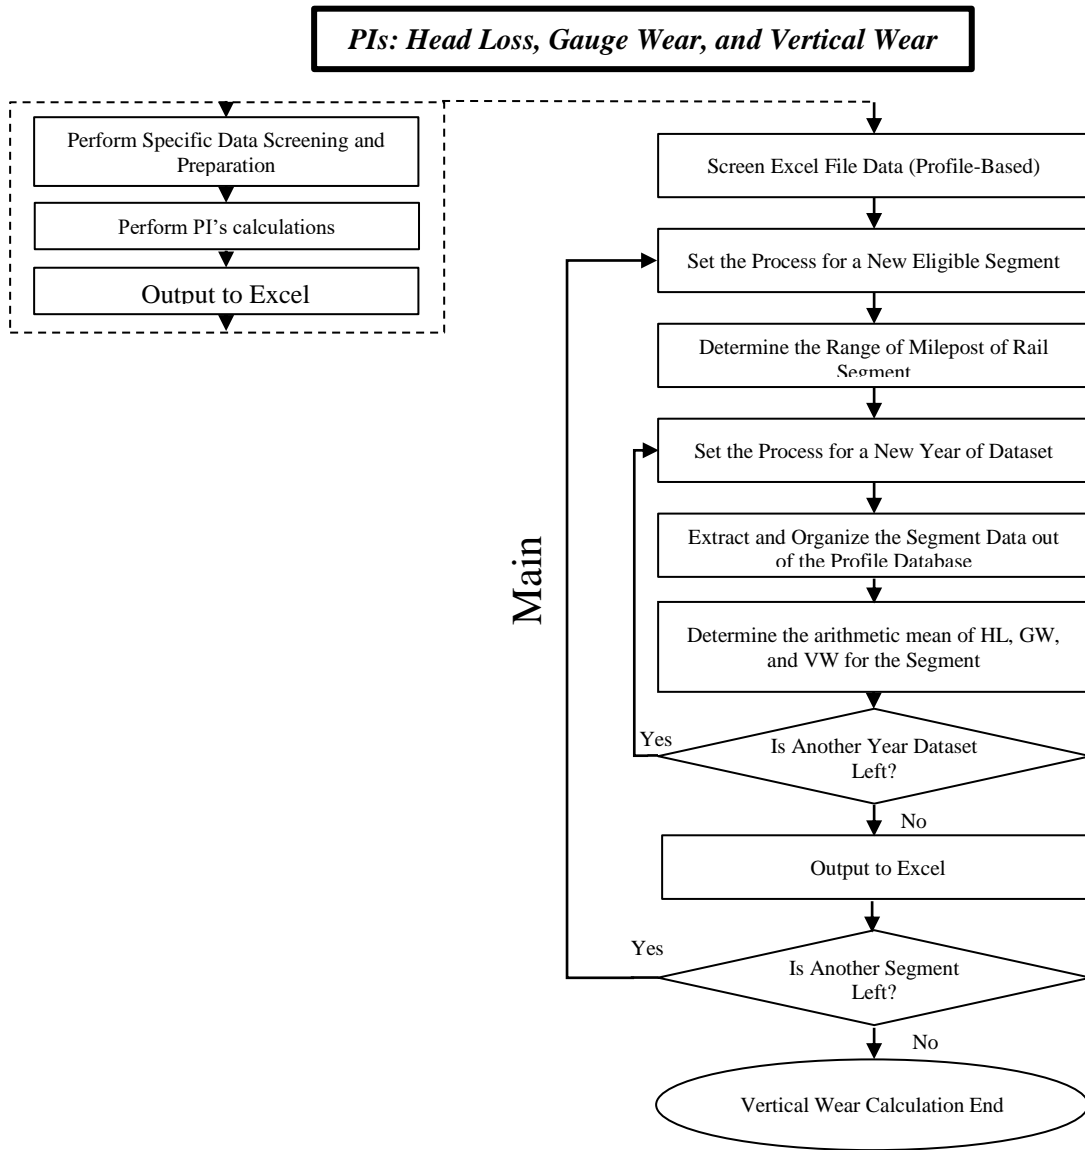 PIs: Head Loss, Gauge Wear, and Vertical Wear
Perform Specific Data Screening and
Preparation
Perform PI's calculations
Output to Excel
Screen Excel File Data (Profile-Based)
Set the Process for a New Eligible Segment
Determine the Range of Milepost of Rail
Segment
Set the Process for a New Year of Dataset
Extract and Organize the Segment Data out
of the Profile Database
Main
Determine the arithmetic mean of HL, GW,
and VW for the Segment
Yes
Is Another Year Dataset
Left?
No
Output to Excel
Yes
Is Another Segment
Left?
No
Vertical Wear Calculation End